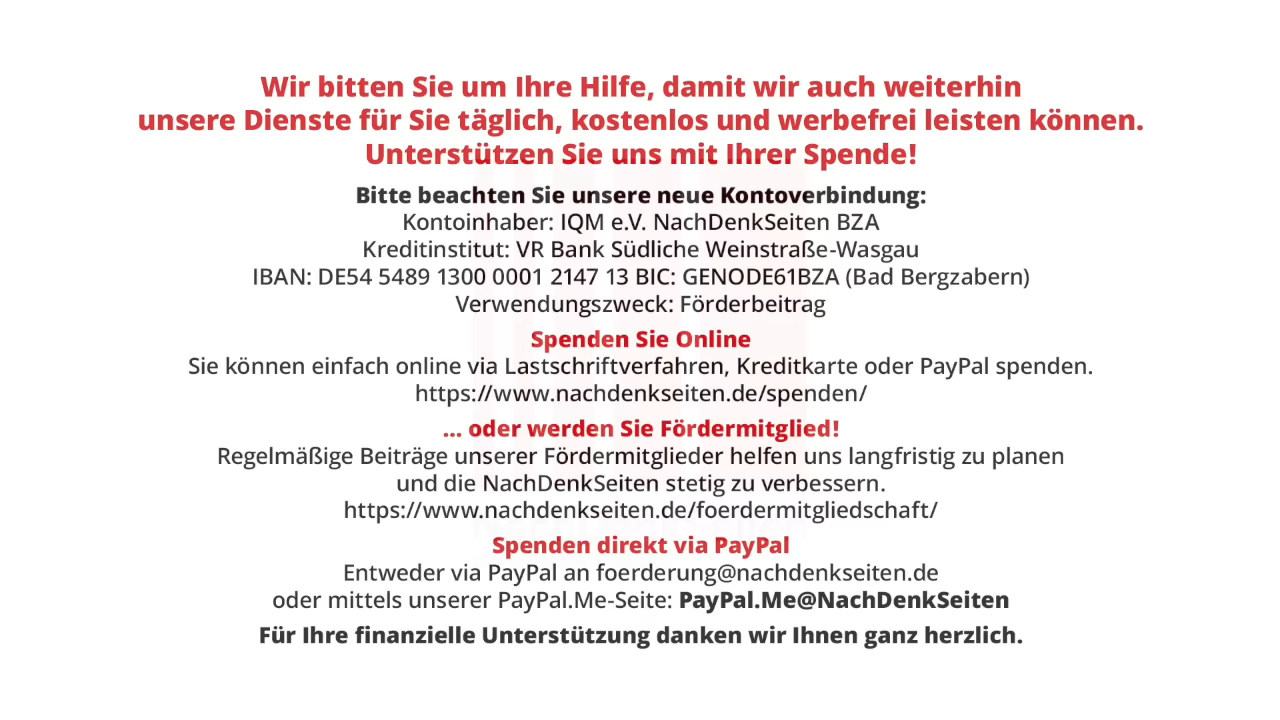 Wir bitten Sie um Ihre Hilfe, damit wir auch weiterhin
unsere Dienste für Sie täglich, kostenlos und werbefrei leisten können.
Unterstützen Sie uns mit Ihrer Spende!
Bitte beachten Sie unsere neue Kontoverbindung:
Kontoinhaber: IQM e.V. NachDenkSeiten BZA
Kreditinstitut: VR Bank Südliche Weinstraße-Wasgau
IBAN: DE54 5489 1300 0001 2147 13 BIC: GENODE61BZA (Bad Bergzabern)
Verwendungszweck: Förderbeitrag
Spenden Sie Online
Sie können einfach online via Lastschriftverfahren, Kreditkarte oder PayPal spenden.
https://www.nachdenkseiten.de/spenden/
... oder werden Sie Fördermitglied!
Regelmäßige Beiträge unserer Fördermitglieder helfen uns langfristig zu planen
und die NachDenkSeiten stetig zu verbessern.
https://www.nachdenkseiten.de/foerdermitgliedschaft/
Spenden direkt via PayPal
Entweder via PayPal an foerderung@nachdenkseiten.de
oder mittels unserer PayPal.Me-Seite: PayPal.Me@NachDenkSeiten
Für Ihre finanzielle Unterstützung danken wir Ihnen ganz herzlich.